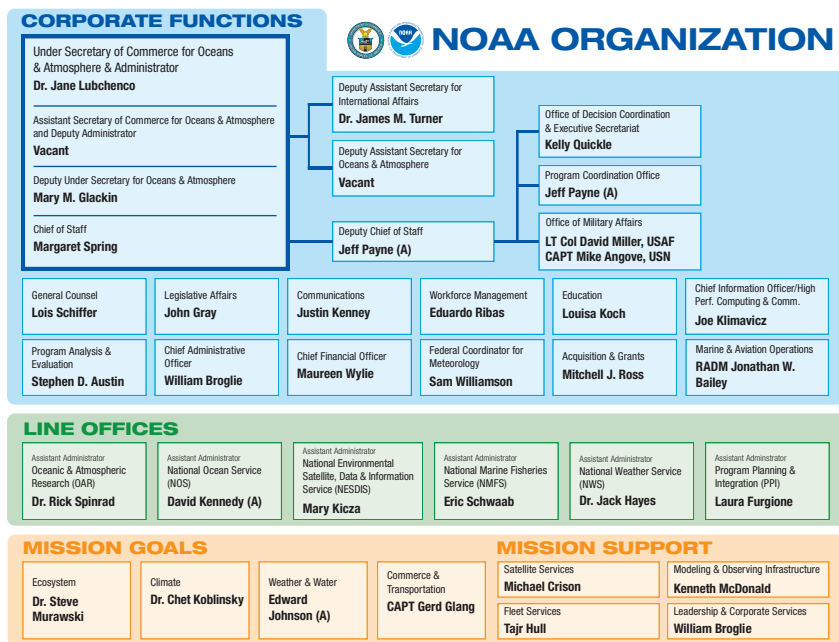 CORPORATE FUNCTIONS
NOAA ORGANIZATION
NOAA
Under Secretary of Commerce for Oceans
& Atmosphere & Administrator
Dr. Jane Lubchenco
Assistant Secretary of Commerce for Oceans & Atmosphere
and Deputy Administrator
Vacant
Deputy Under Secretary for Oceans & Atmosphere
Mary M. Glackin
Chief of Staff
Margaret Spring
Deputy Assistant Secretary for
International Affairs
Dr. James M. Turner
Deputy Assistant Secretary for
Oceans & Atmosphere
Vacant
Deputy Chief of Staff
Jeff Payne (A)
Office of Decision Coordination
& Executive Secretariat
Kelly Quickle
Program Coordination Office
Jeff Payne (A)
Office of Military Affairs
LT Col David Miller, USAF
CAPT Mike Angove, USN
General Counsel
Lois Schiffer
Legislative Affairs
John Gray
Communications
Justin Kenney
Workforce Management
Eduardo Ribas
Education
Louisa Koch
Chief Information Officer/High
Perf. Computing & Comm.
Joe Klimavicz
Program Analysis &
Evaluation
Stephen D. Austin
Chief Administrative
Officer
William Broglie
Chief Financial Officer
Maureen Wylie
Federal Coordinator for
Meteorology
Sam Williamson
Acquisition & Grants
Mitchell J. Ross
Marine & Aviation Operations
RADM Jonathan W.
Bailey
LINE OFFICES
Assistant Administrator
Oceanic & Atmospheric
Research (OAR)
Dr. Rick Spinrad
Assistant Administrator
National Ocean Service
(NOS)
David Kennedy (A)
Assistant Administrator
National Environmental
Satellite, Data & Information
Service (NESDIS)
Mary Kicza
Assistant Administrator
National Marine Fisheries
Service (NMFS)
Eric Schwaab
Assistant Administrator
National Weather Service
(NWS)
Dr. Jack Hayes
Assistant Administrator
Program Planning &
Integration (PPI)
Laura Furgione
MISSION GOALS
Ecosystem
Dr. Steve
Murawski
Climate
Dr. Chet Koblinsky
Weather & Water
Edward
Johnson (A)
Commerce &
Transportation
CAPT Gerd Glang
MISSION SUPPORT
Satellite Services
Michael Crison
Modeling & Observing Infrastructure
Kenneth McDonald
Fleet Services
Tajr Hull
Leadership & Corporate Services
William Broglie